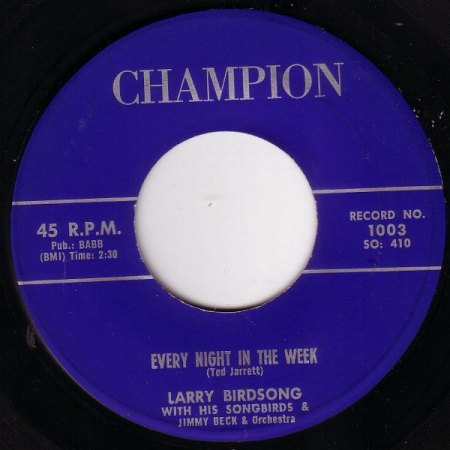 CHAMPION
45 R.P.M.
Pub.: BABB
(BMI) Time: 2:30
RECORD NO.
1003
SO: 410
EVERY NIGHT IN THE WEEK
(Ted Jarrett)
LARRY BIRDSONG
WITH HIS SONGBIRDS &
JIMMY BECK & Orchestra